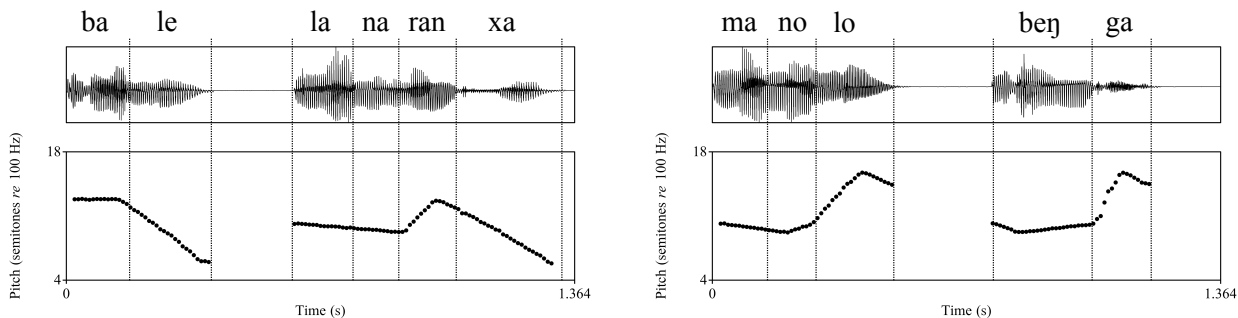 ba le la na ran xa
ma no lo beŋ ga
Pitch (semitones re 100 Hz)
18
4
0
1.364
Time (s)
Pitch (semitones re 100 Hz)
18
4
0
1.364
Time (s)